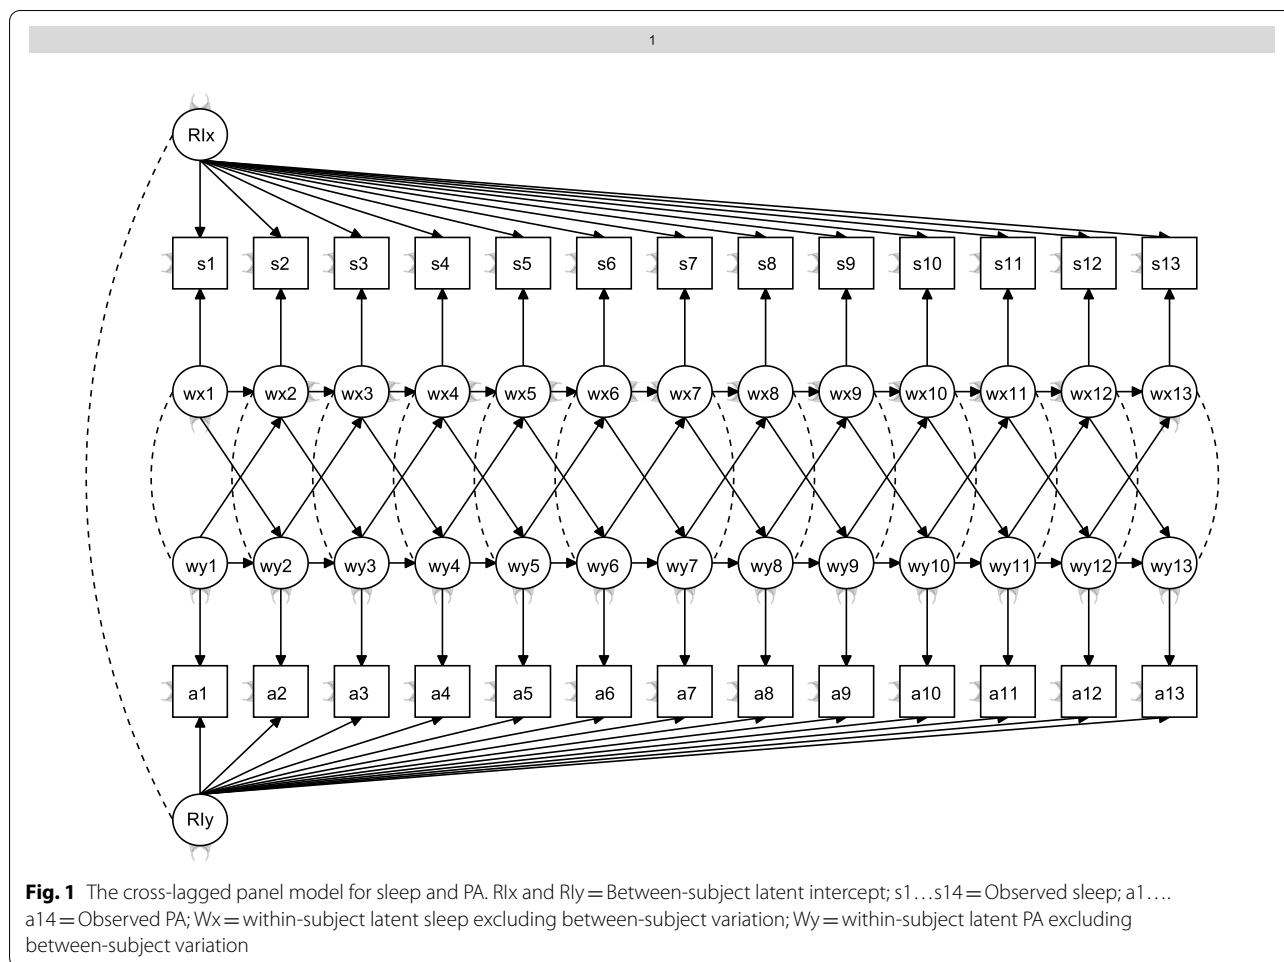 1
RIx
s1 s2 s3 s4 s5 s6 s7 s8 s9 s10 s11 s12 s13
wx1 wx2 wx3 wx4 wx5 wx6 wx7 wx8 wx9 wx10 wx11 wx12 wx13
wy1 wy2 wy3 wy4 wy5 wy6 wy7 wy8 wy9 wy10 wy11 wy12 wy13
a1 a2 a3 a4 a5 a6 a7 a8 a9 a10 a11 a12 a13
RIy
Fig. 1 The cross-lagged panel model for sleep and PA. RIx and RIy = Between-subject latent intercept; s1…s14 = Observed sleep; a1….
a14 = Observed PA; Wx = within-subject latent sleep excluding between-subject variation; Wy = within-subject latent PA excluding
between-subject variation